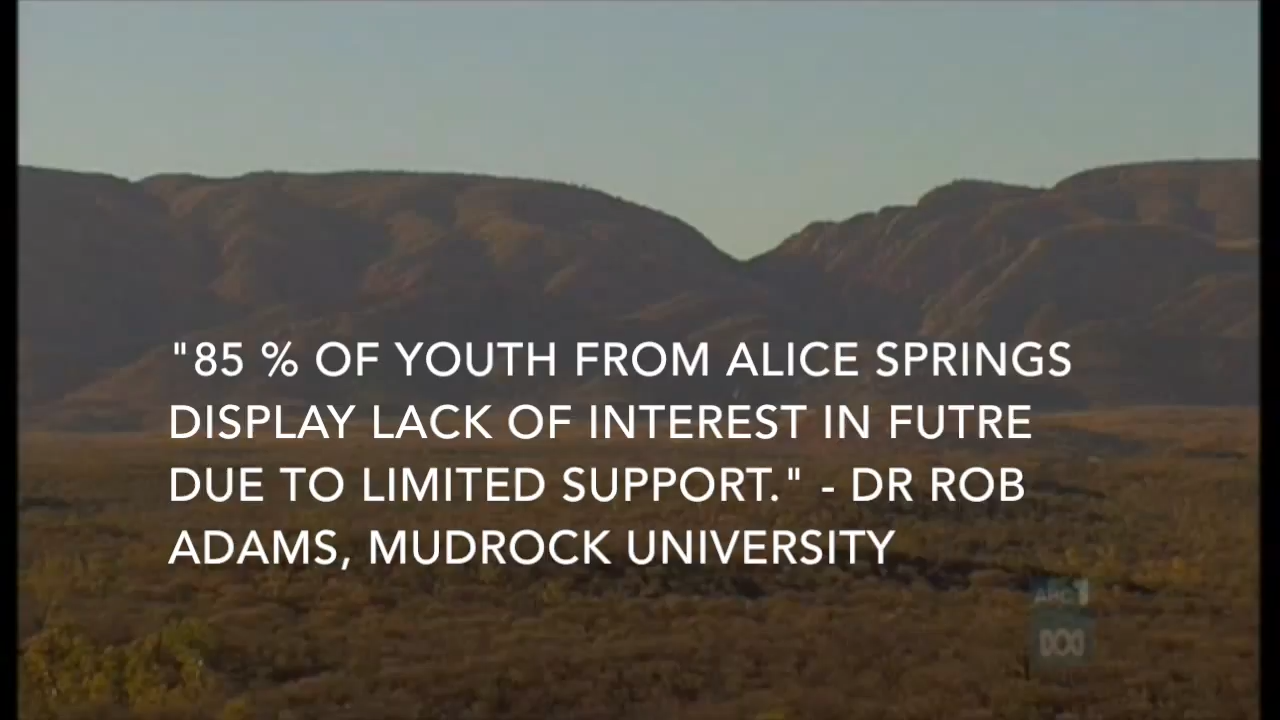 "85 % OF YOUTH FROM ALICE SPRINGS
DISPLAY LACK OF INTEREST IN FUTRE
DUE TO LIMITED SUPPORT." - DR ROB
ADAMS, MUDROCK UNIVERSITY
ABC1